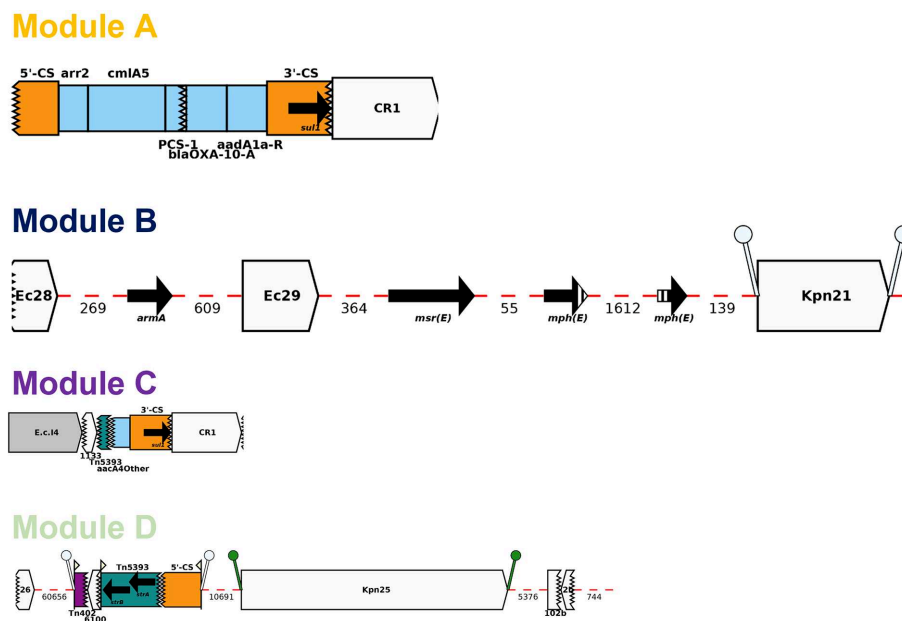 Module A
5'-CS arr2 cmlA5 3'-CS
CR1
sul1
PCS-1 aadA1a-R
blaOXA-10-A
Module B
Ec28 Ec29 Kpn21
269 609 364 55 1612 139
armA msr(E) mph(E) mph(E)
Module C
3'-CS
E.c.I4 CR1
sul1
1133
Tn5393
aacA4Other
Module D
Tn5393 5'-CS
26 strA Kpn25
strB
60656 10691 5376 744
Tn402 102b
6100